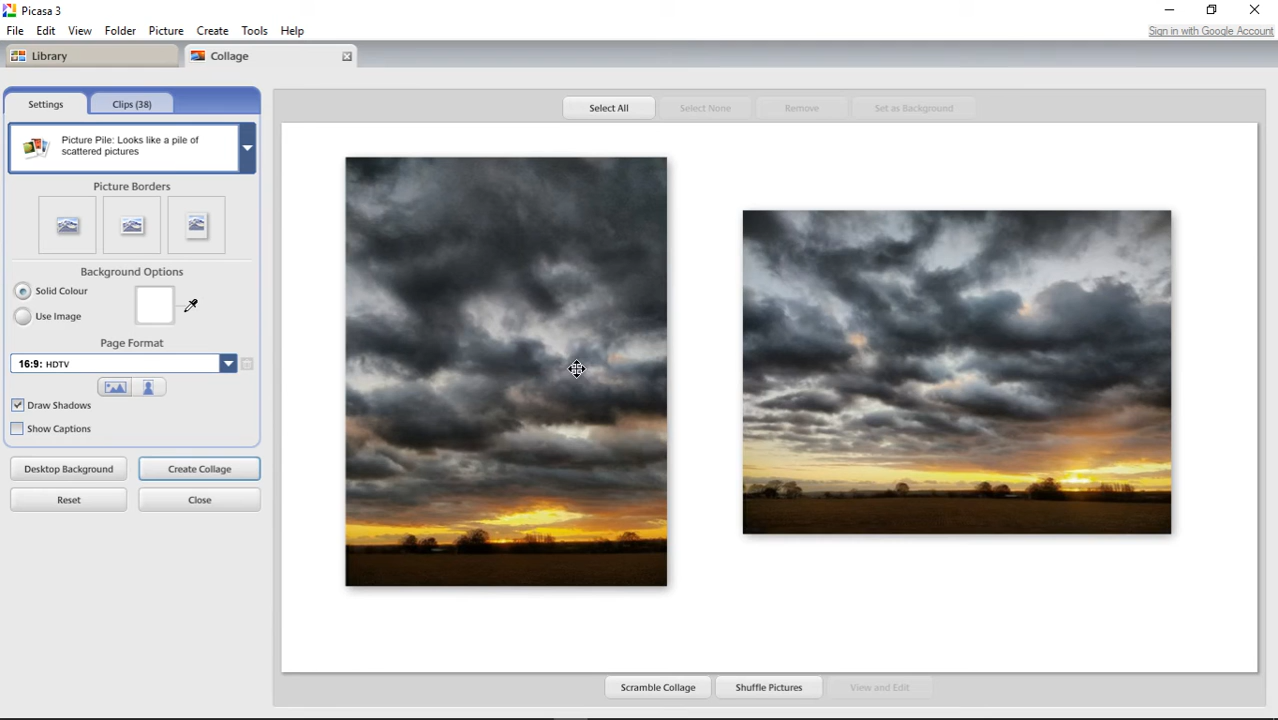 Picasa 3
File Edit View Folder Picture Create Tools Help
Sign in with Google Account
Library
Collage
Settings
Clips (38)
Select All
Select None
Remove
Set as Background
Picture Pile: Looks like a pile of
scattered pictures
Picture Borders
Background Options
Solid Colour
Use Image
Page Format
16:9: HDTV
Draw Shadows
Show Captions
Desktop Background
Create Collage
Reset
Close
Scramble Collage
Shuffle Pictures
View and Edit